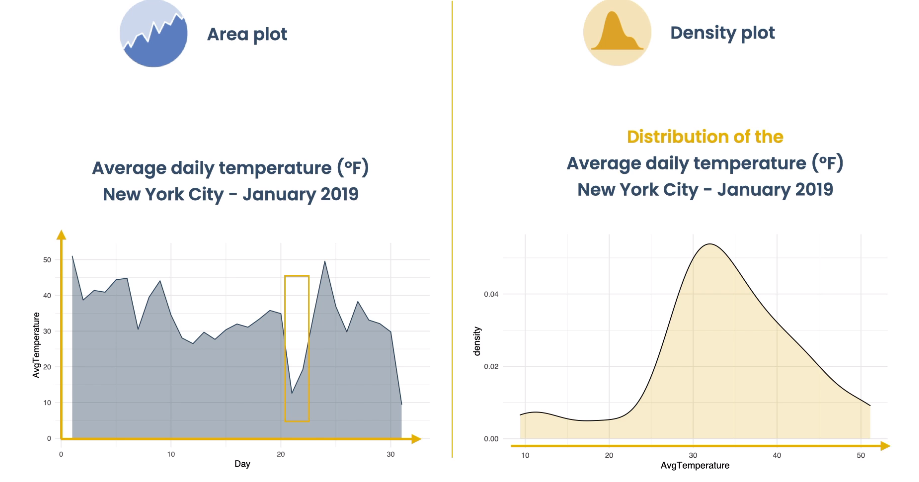 Area plot
Average daily temperature (°F)
New York City - January 2019
AvgTemperature
50
40
30
20
10
0
0
10
20
30
Day
Density plot
Distribution of the
Average daily temperature (°F)
New York City - January 2019
density
0.04
0.02
0.00
10
20
30
40
50
AvgTemperature